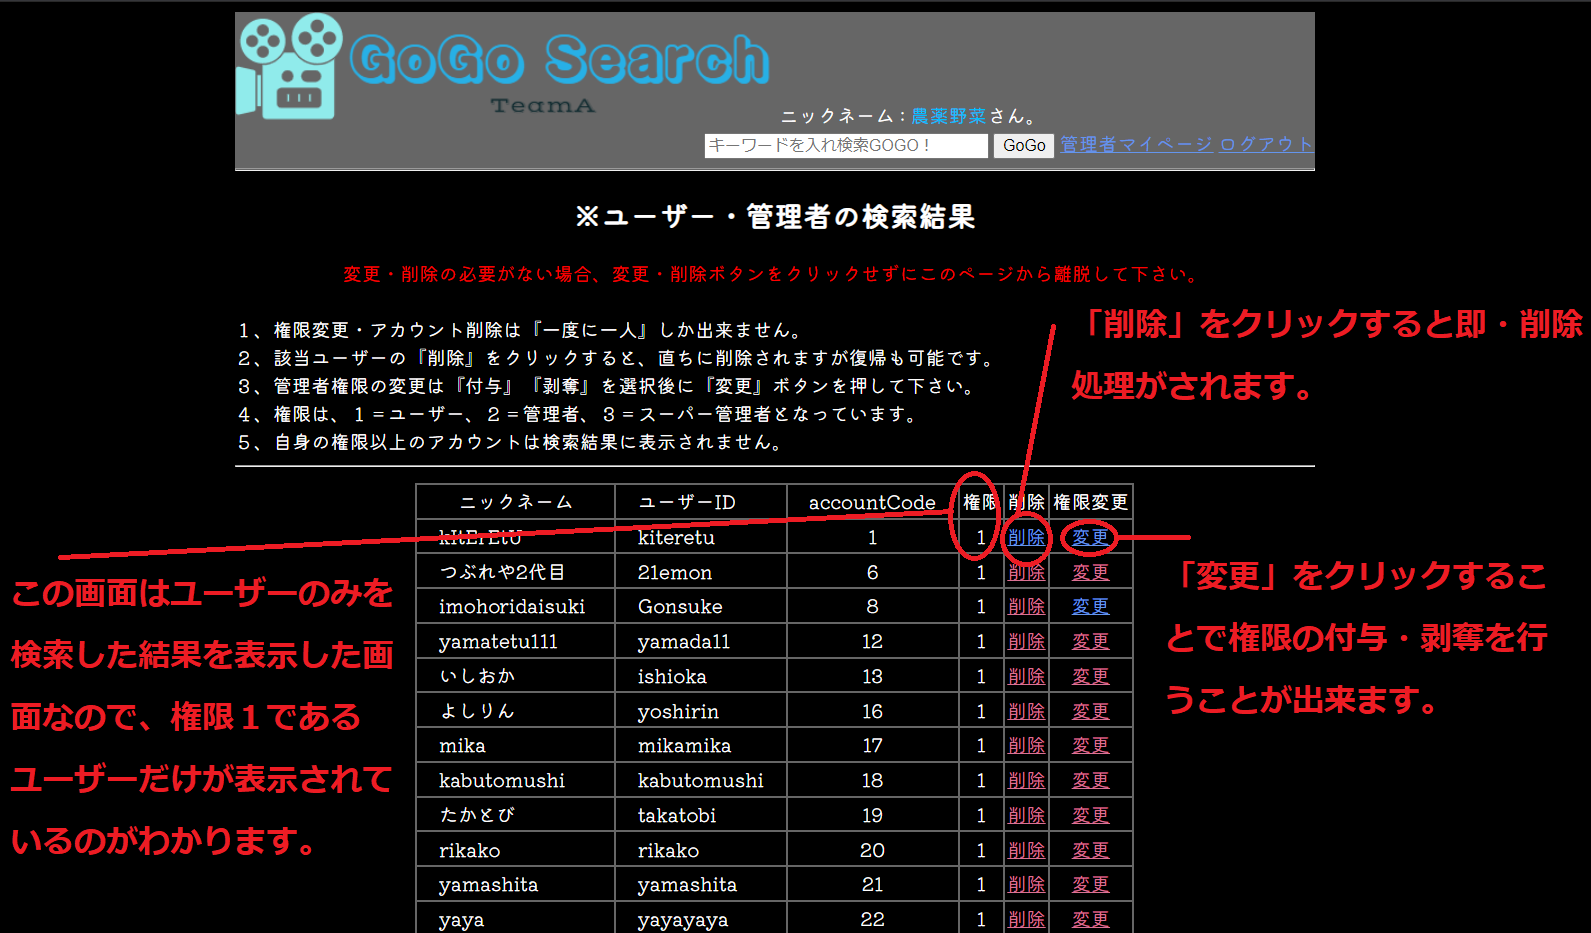 GoGo Search
TeamA
ニックネーム：農薬野菜さん。
キーワードを入れ検索GOGO！ GoGo 管理者マイページ ログアウト
※ユーザー・管理者の検索結果
変更・削除の必要がない場合、変更・削除ボタンをクリックせずにこのページから離脱して下さい。
１、権限変更・アカウント削除は『一度に一人』しか出来ません。
２、該当ユーザーの『削除』をクリックすると、直ちに削除されますが復帰も可能です。
３、管理者権限の変更は『付与』『剥奪』を選択後に『変更』ボタンを押して下さい。
４、権限は、１＝ユーザー、２＝管理者、３＝スーパー管理者となっています。
５、自身の権限以上のアカウントは検索結果に表示されません。
「削除」をクリックすると即・削除
処理がされます。
ニックネーム ユーザーID accountCode 権限 削除 権限変更
kItErEtU kiteretu 1 1 削除 変更
つぶれや2代目 21emon 6 1 削除 変更
imohoridaisuki Gonsuke 8 1 削除 変更
yamatetu111 yamada11 12 1 削除 変更
いしおか ishioka 13 1 削除 変更
よしりん yoshirin 16 1 削除 変更
mika mikamika 17 1 削除 変更
kabutomushi kabutomushi 18 1 削除 変更
たかとび takatobi 19 1 削除 変更
rikako rikako 20 1 削除 変更
yamashita yamashita 21 1 削除 変更
yaya yayayaya 22 1 削除 変更
この画面はユーザーのみを
検索した結果を表示した画
面なので、権限１である
ユーザーだけが表示されて
いるのがわかります。
「変更」をクリックするこ
とで権限の付与・剥奪を行
うことが出来ます。